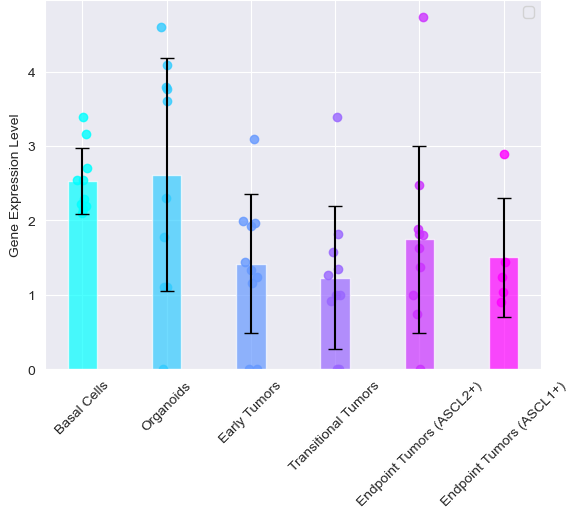 Gene Expression Level
4
3
2
1
0
Basal Cells
Organoids
Early Tumors
Transitional Tumors
Endpoint Tumors (ASCL2+)
Endpoint Tumors (ASCL1+)